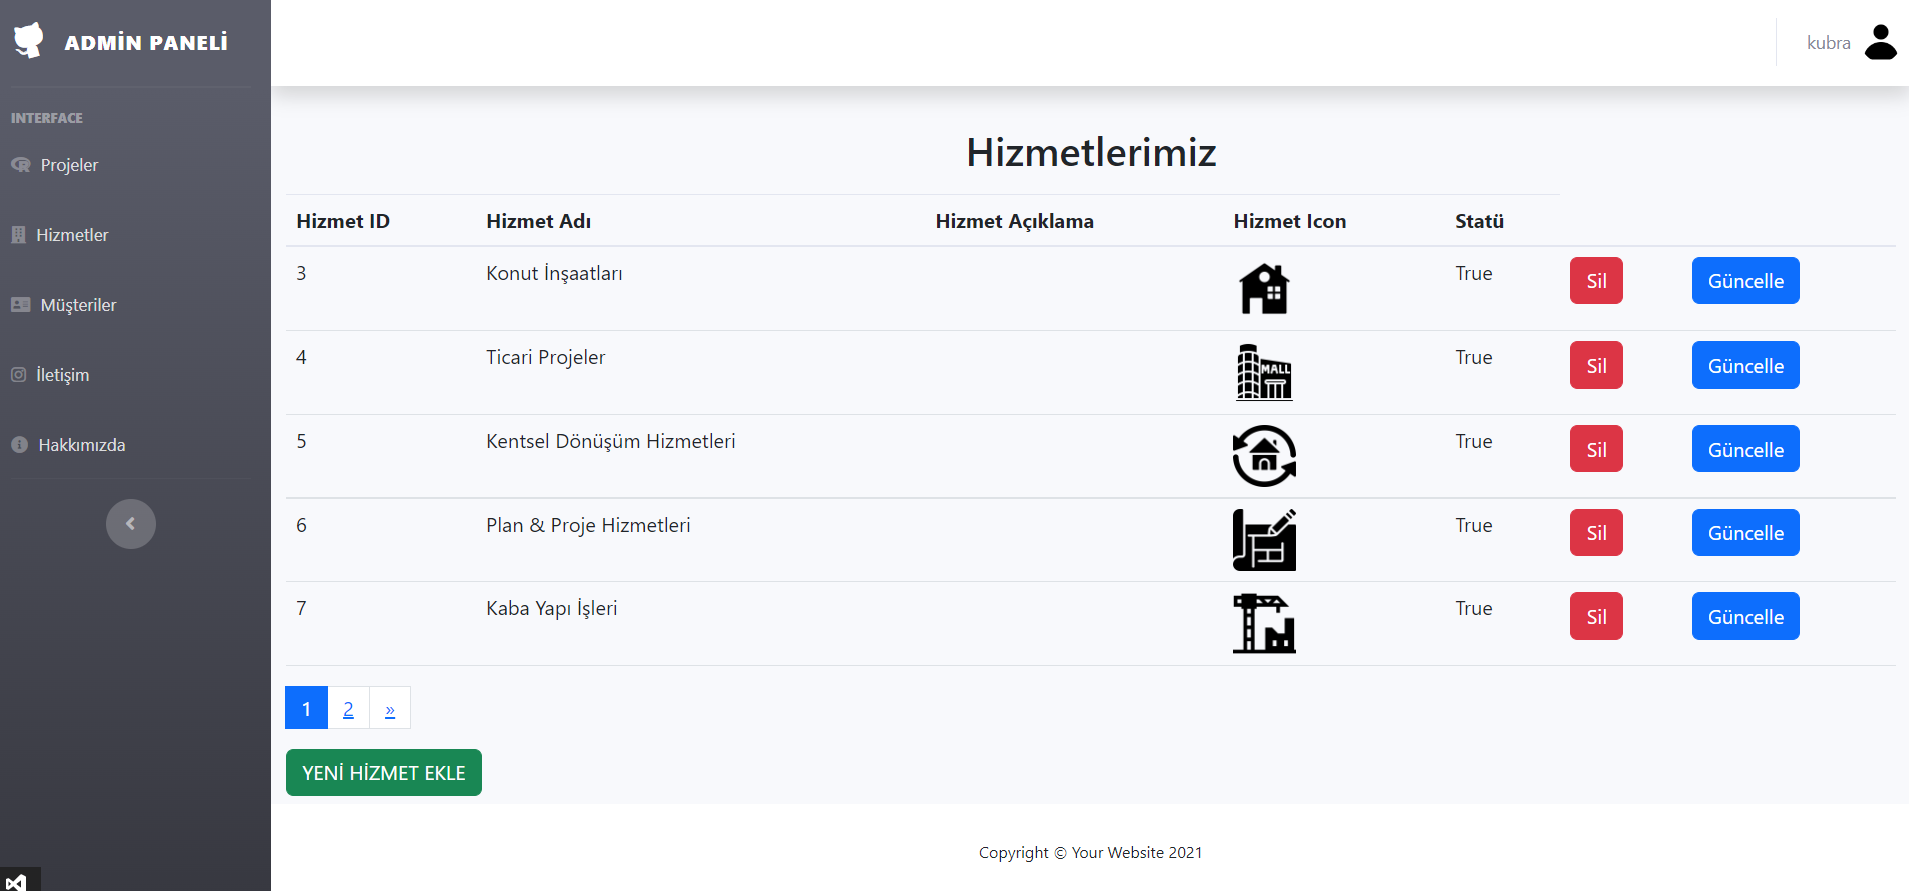 ADMİN PANELİ
kubra
INTERFACE
Projeler
Hizmetler
Müşteriler
İletişim
Hakkımızda
Hizmetlerimiz
Hizmet ID Hizmet Adı Hizmet Açıklama Hizmet Icon Statü
3 Konut İnşaatları True Sil Güncelle
4 Ticari Projeler MALL True Sil Güncelle
5 Kentsel Dönüşüm Hizmetleri True Sil Güncelle
6 Plan & Proje Hizmetleri True Sil Güncelle
7 Kaba Yapı İşleri True Sil Güncelle
1 2 »
YENİ HİZMET EKLE
Copyright © Your Website 2021